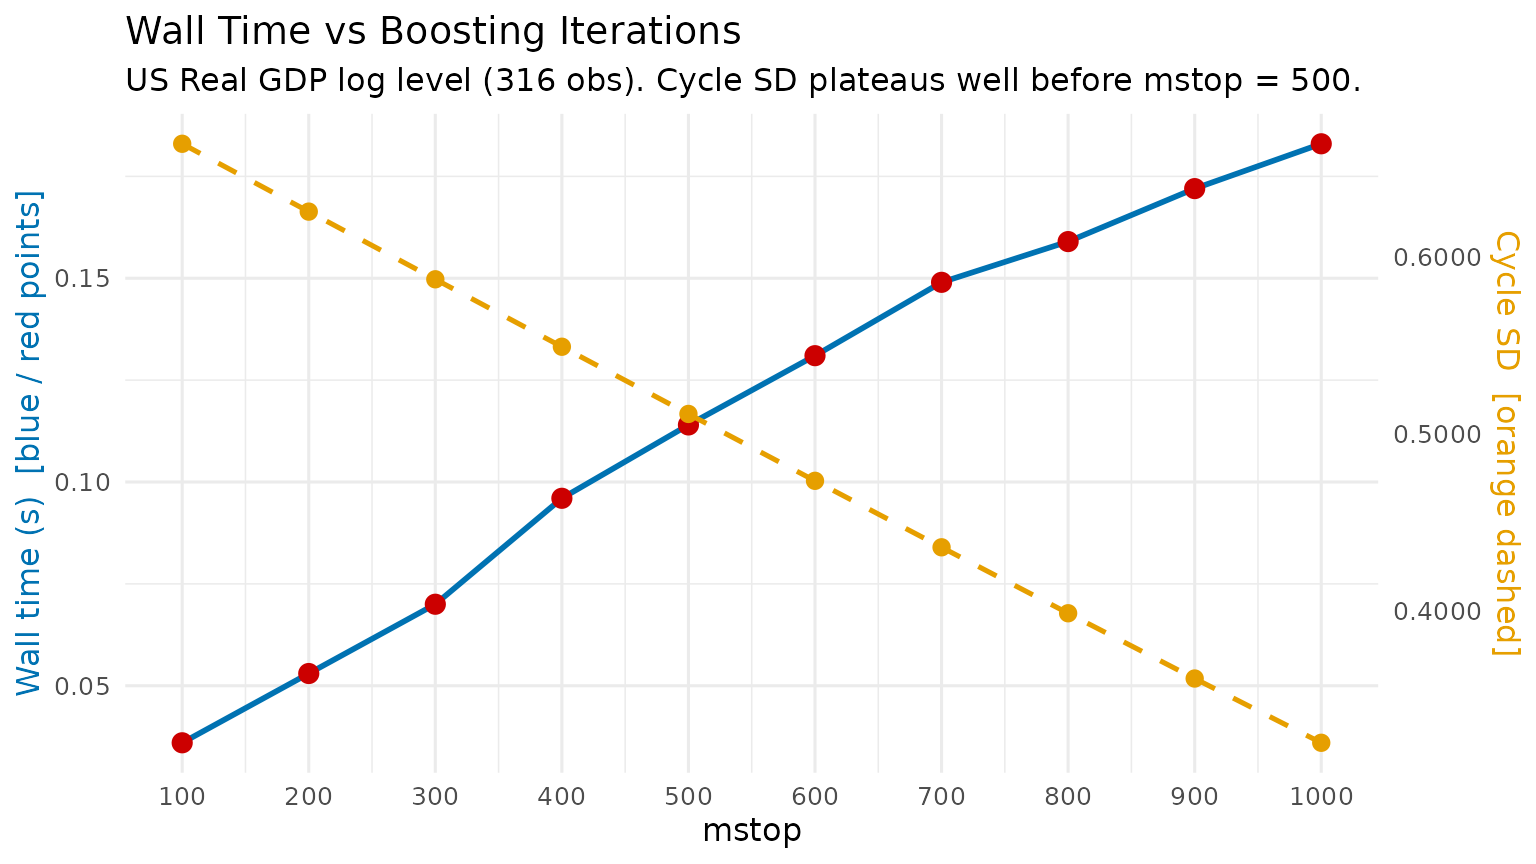 Wall Time vs Boosting Iterations
US Real GDP log level (316 obs). Cycle SD plateaus well before mstop = 500.
Wall time (s)  [blue / red points]
0.15
0.10
0.05
0.6000
0.5000
0.4000
Cycle SD  [orange dashed]
100 200 300 400 500 600 700 800 900 1000
mstop